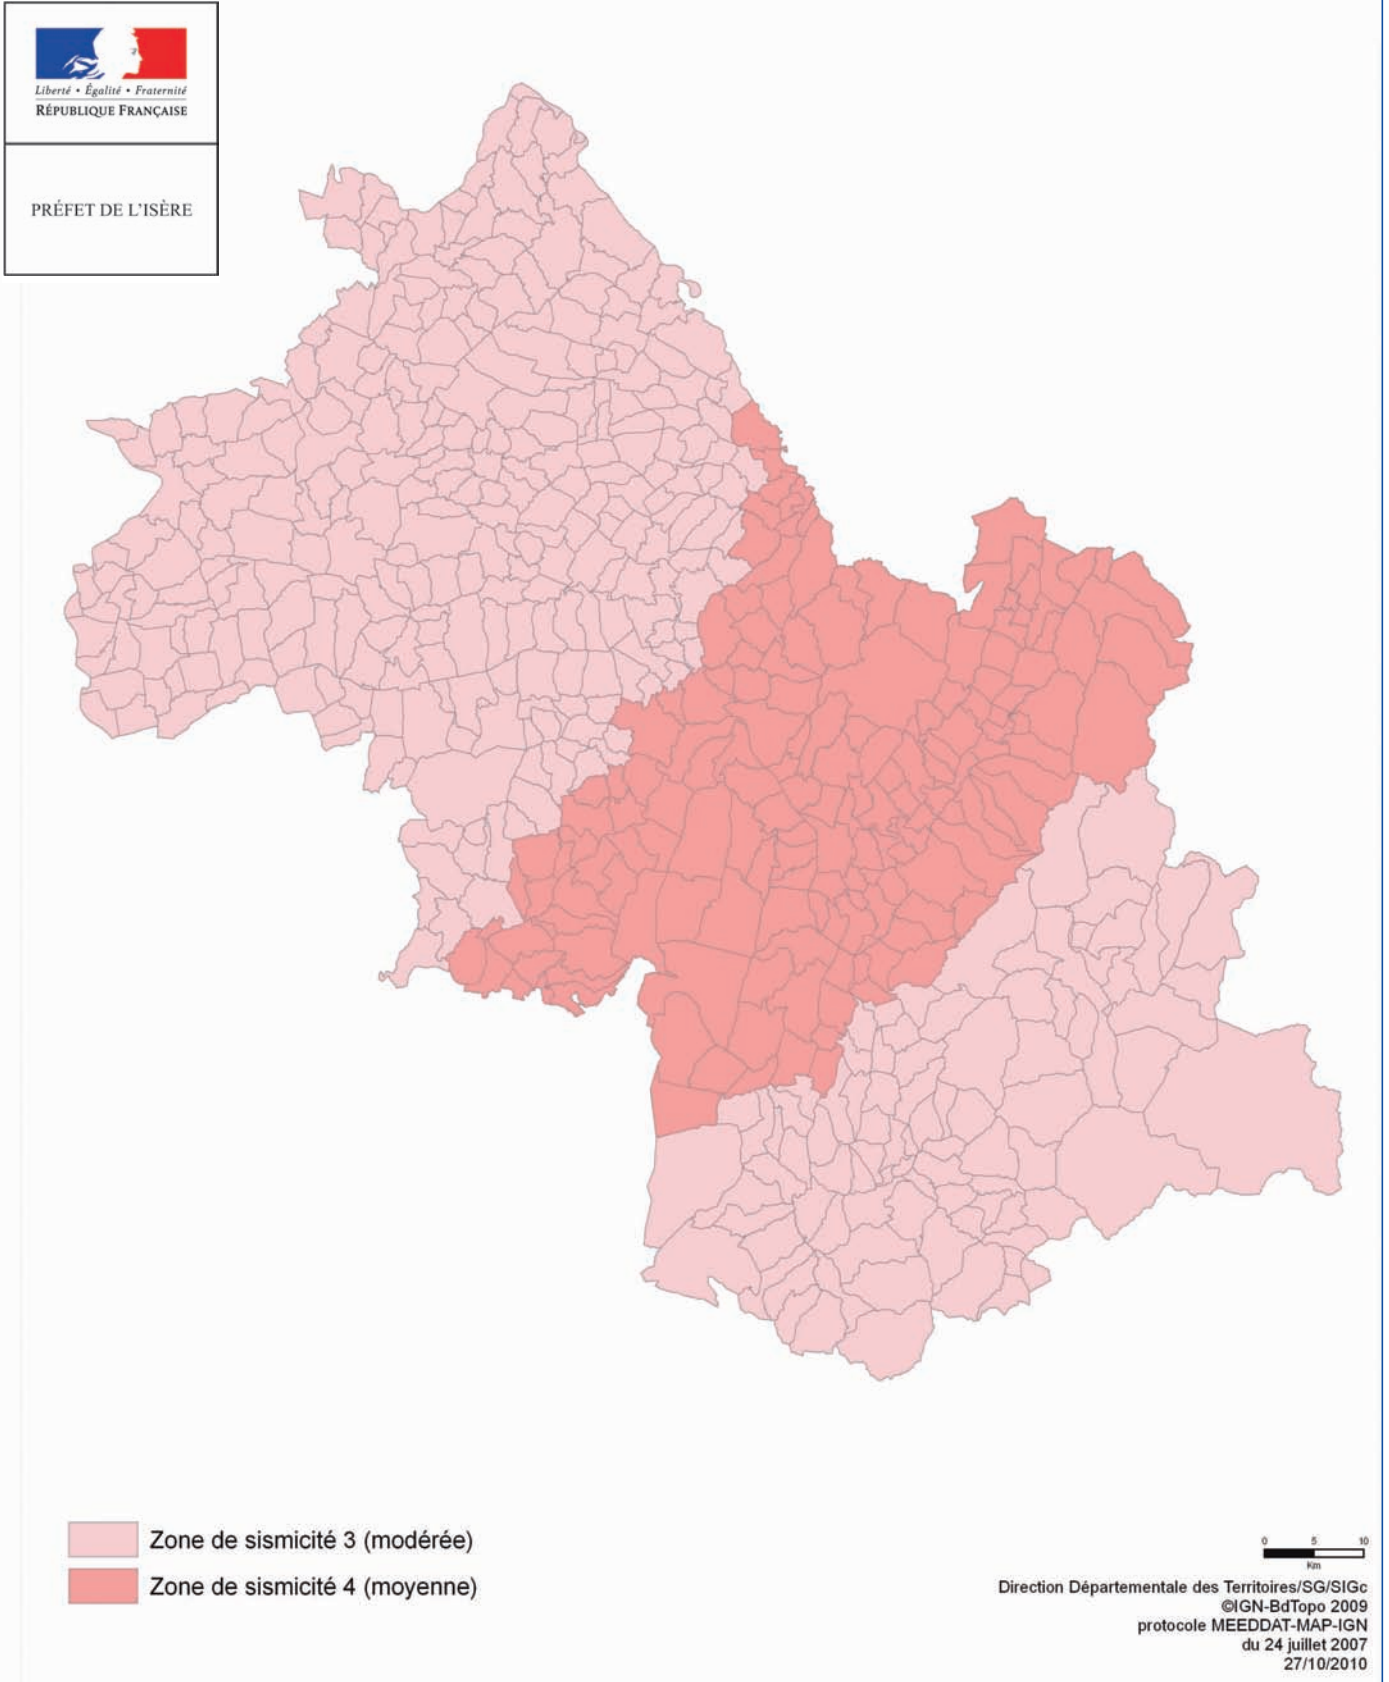 Liberté • Égalité • Fraternité
RÉPUBLIQUE FRANÇAISE
PRÉFET DE L'ISÈRE
Zone de sismicité 3 (modérée)
Zone de sismicité 4 (moyenne)
0 5 10
Km
Direction Départementale des Territoires/SG/SIGc
©IGN-BdTopo 2009
protocole MEEDDAT-MAP-IGN
du 24 juillet 2007
27/10/2010